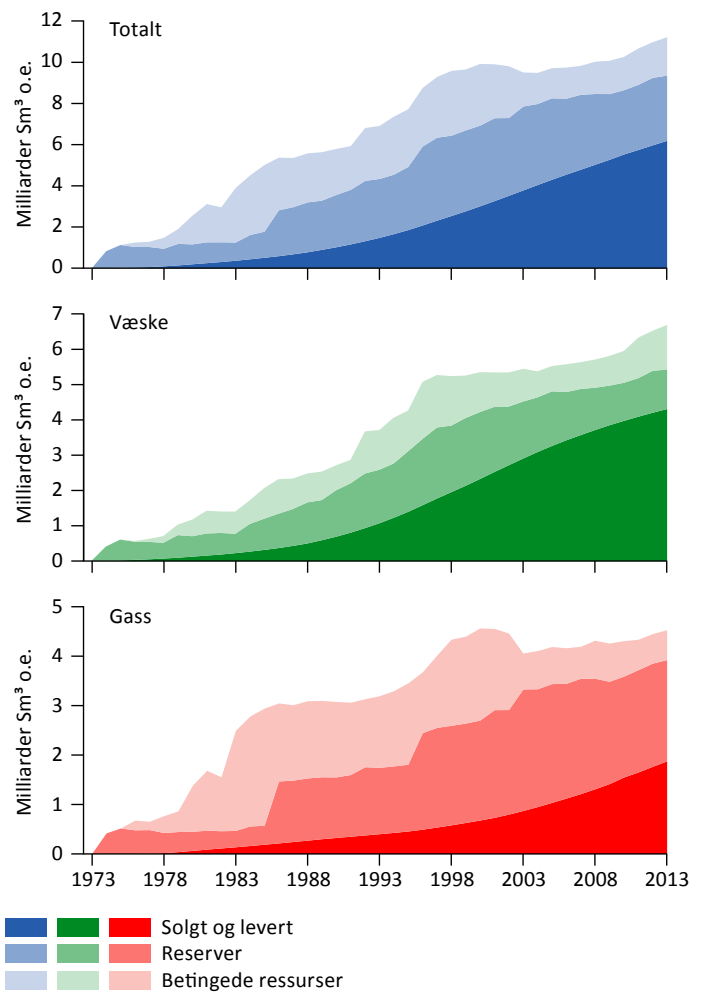 Totalt
Milliarder Sm³ o.e.
12
10
8
6
4
2
0
Væske
Milliarder Sm³ o.e.
7
6
5
4
3
2
1
0
Gass
Milliarder Sm³ o.e.
5
4
3
2
1
0
1973 1978 1983 1988 1993 1998 2003 2008 2013
Solgt og levert
Reserver
Betingede ressurser